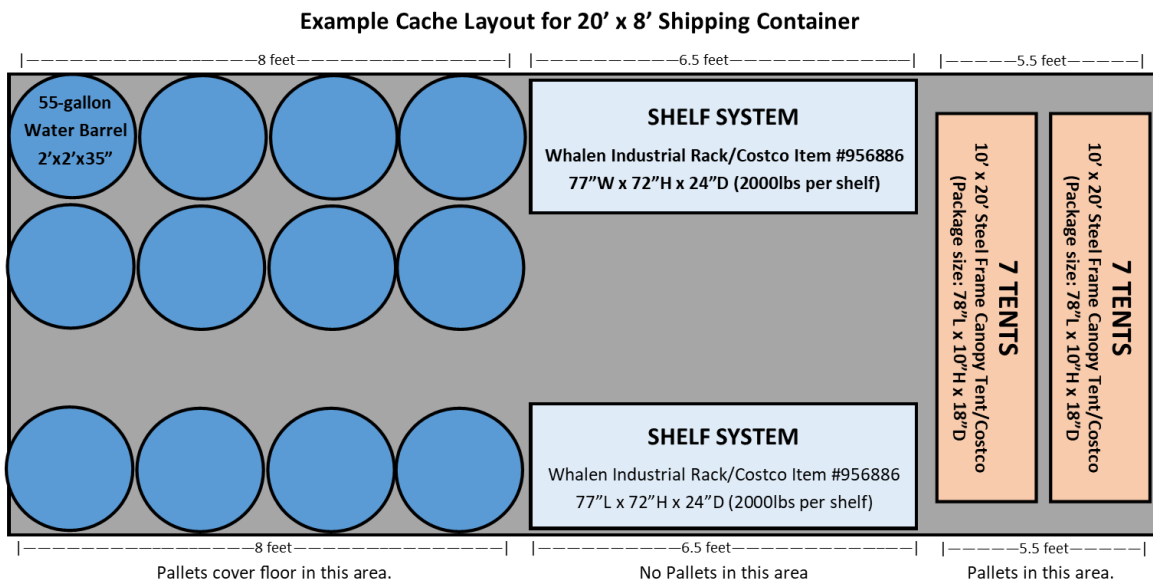 Example Cache Layout for 20’ x 8’ Shipping Container
8 feet
6.5 feet
5.5 feet
55-gallon
Water Barrel
2’x2’x35”
SHELF SYSTEM
Whalen Industrial Rack/Costco Item #956886
77”W x 72”H x 24”D (2000lbs per shelf)
7 TENTS
10’ x 20’ Steel Frame Canopy Tent/Costco
(Package size: 78”L x 10”H x 18”D
7 TENTS
10’ x 20’ Steel Frame Canopy Tent/Costco
(Package size: 78”L x 10”H x 18”D
SHELF SYSTEM
Whalen Industrial Rack/Costco Item #956886
77”L x 72”H x 24”D (2000lbs per shelf)
8 feet
6.5 feet
5.5 feet
Pallets cover floor in this area.
No Pallets in this area
Pallets in this area.